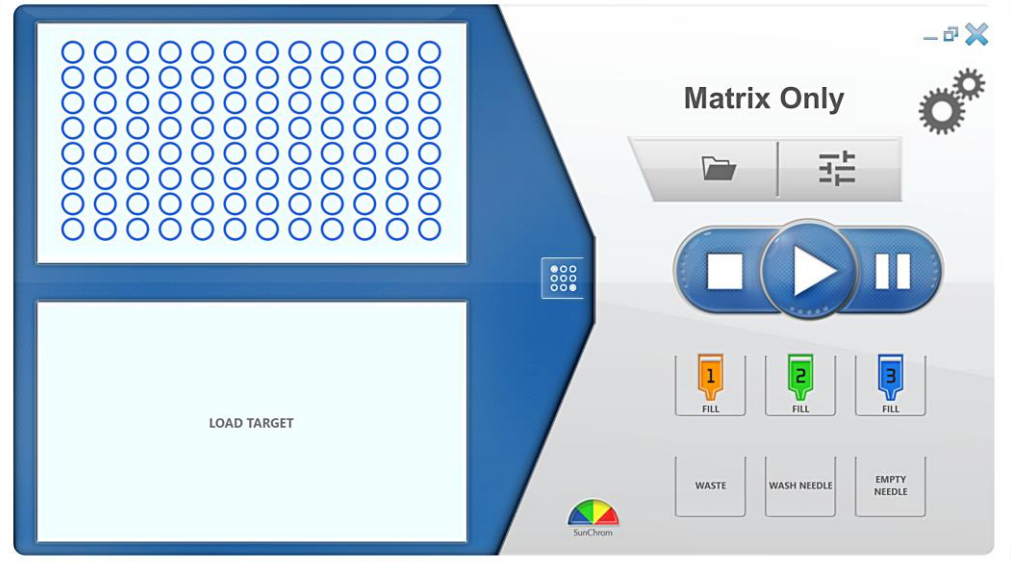 Matrix Only
1
2
3
FILL
FILL
FILL
LOAD TARGET
WASTE
WASH NEEDLE
EMPTY
NEEDLE
SunChrom